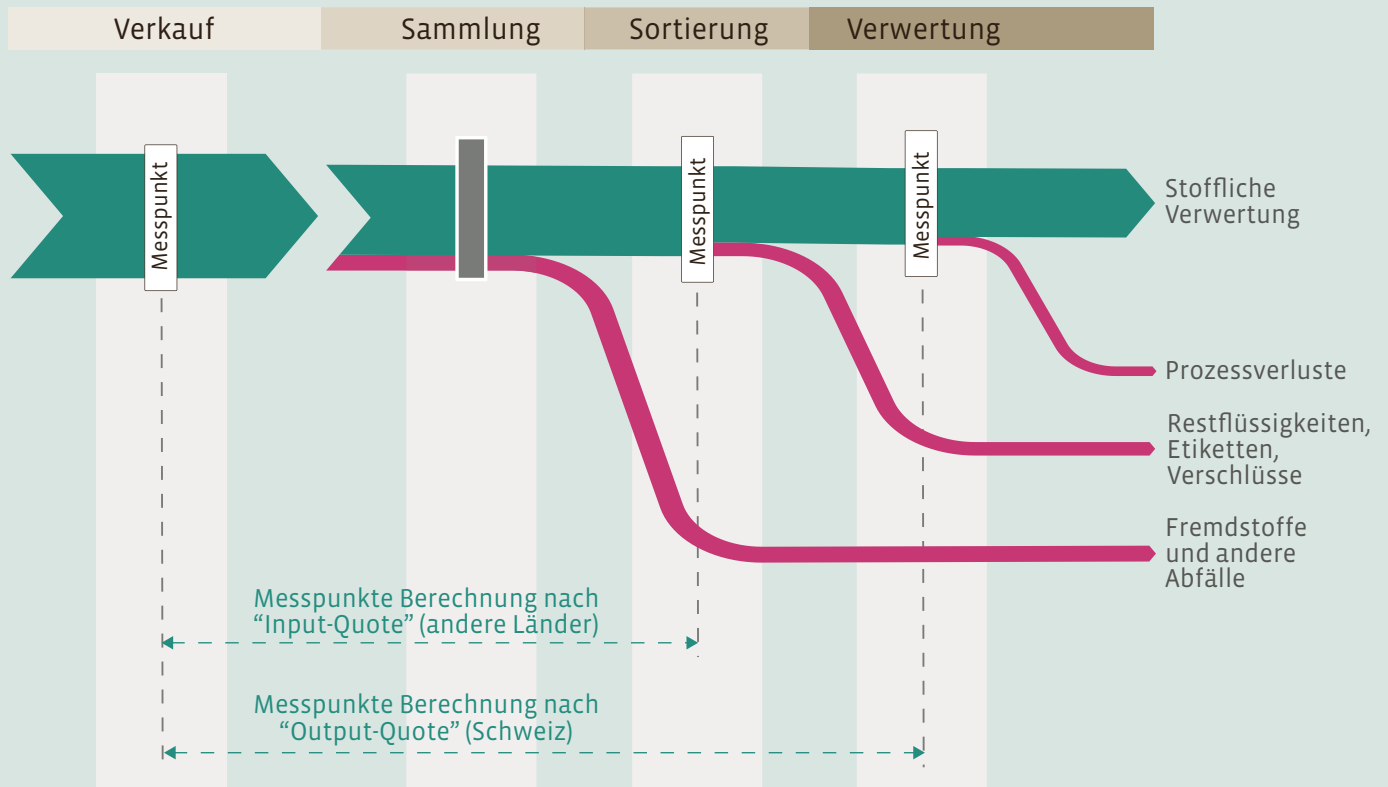 Verkauf
Sammlung
Sortierung
Verwertung
Messpunkt
Messpunkt
Messpunkt
Stoffliche
Verwertung
Prozessverluste
Restflüssigkeiten,
Etiketten,
Verschlüsse
Fremdstoffe
und andere
Abfälle
Messpunkte Berechnung nach
“Input-Quote” (andere Länder)
Messpunkte Berechnung nach
“Output-Quote” (Schweiz)